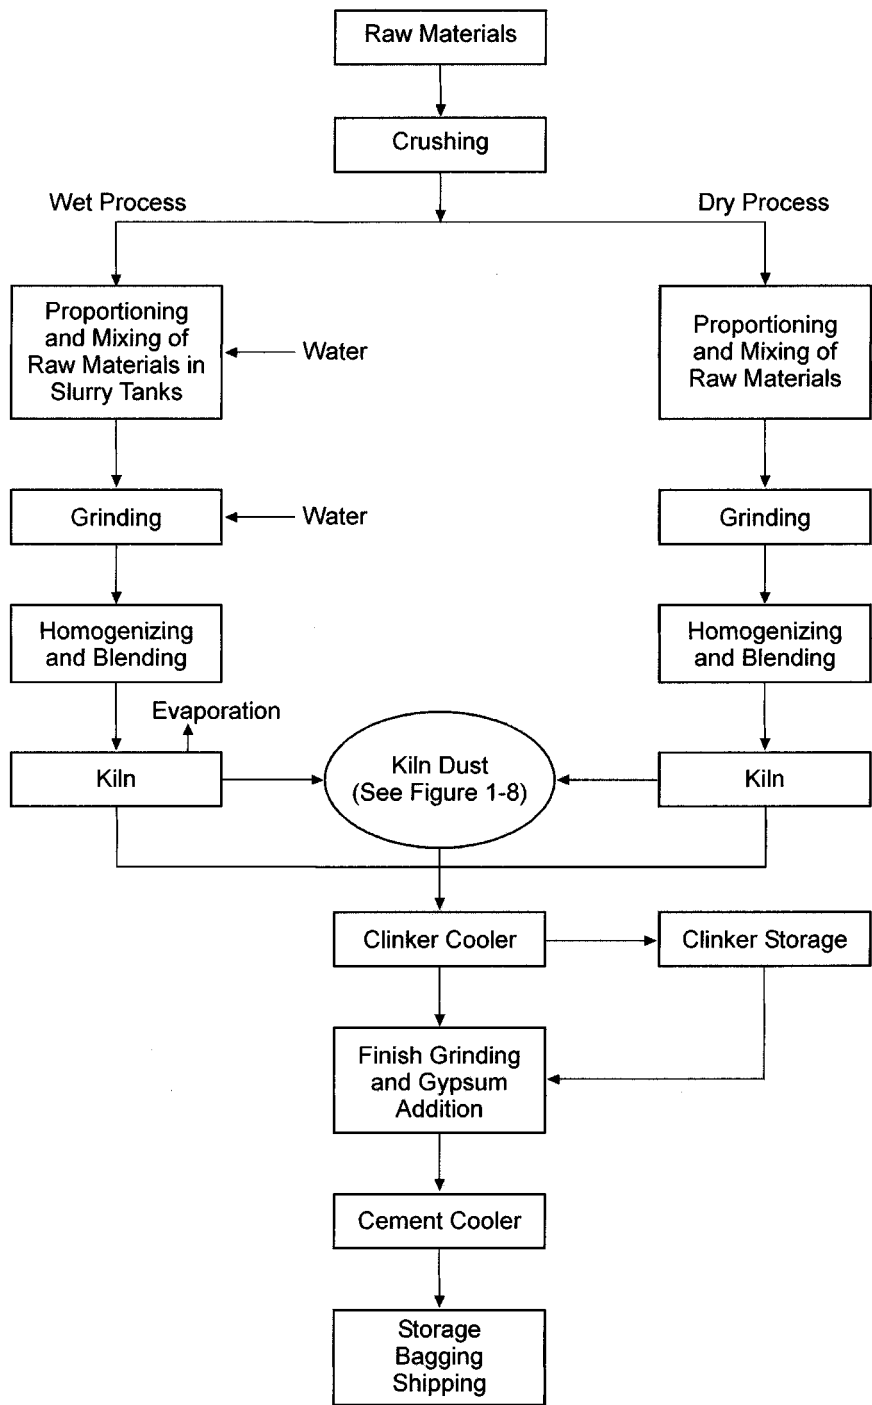 Raw Materials
Crushing
Wet Process
Dry Process
Proportioning
and Mixing of
Raw Materials in
Slurry Tanks
Water
Proportioning
and Mixing of
Raw Materials
Grinding
Water
Grinding
Homogenizing
and Blending
Homogenizing
and Blending
Evaporation
Kiln
Kiln Dust
(See Figure 1-8)
Kiln
Clinker Cooler
Clinker Storage
Finish Grinding
and Gypsum
Addition
Cement Cooler
Storage
Bagging
Shipping